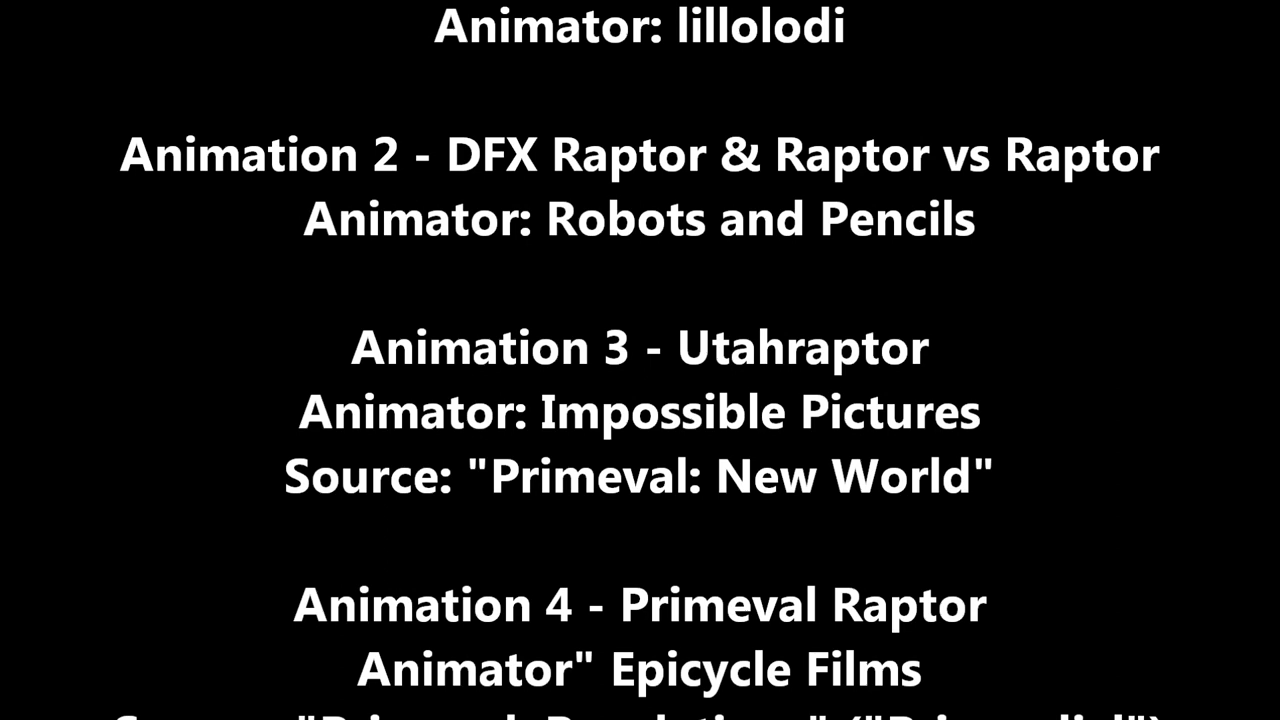 Animator: lillolodi
Animation 2 - DFX Raptor & Raptor vs Raptor
Animator: Robots and Pencils
Animation 3 - Utahraptor
Animator: Impossible Pictures
Source: "Primeval: New World"
Animation 4 - Primeval Raptor
Animator" Epicycle Films